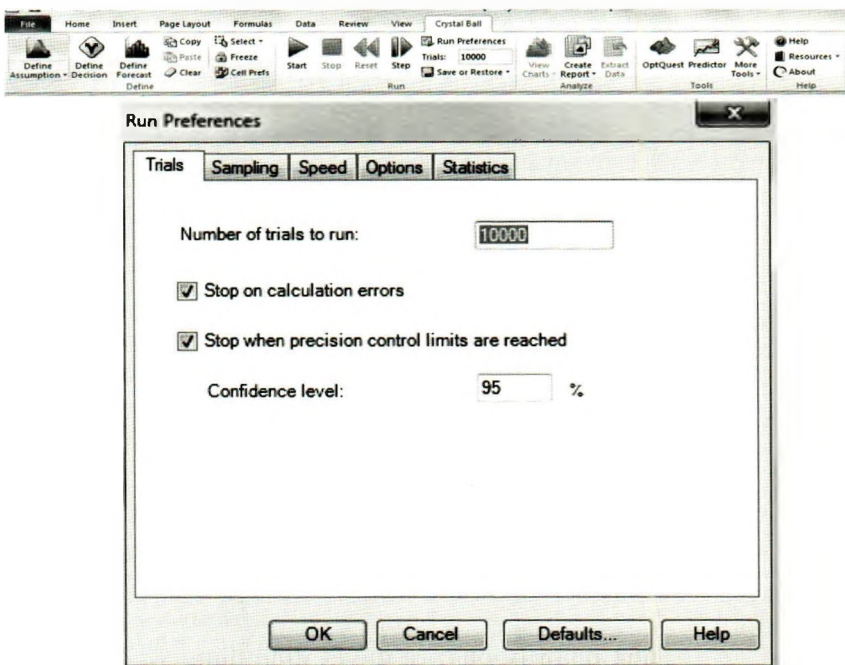 File Home Insert Page Layout Formulas Data Review View Crystal Ball
Define Assumption
Define Decision
Define Forecast
Copy
Paste
Clear
Select
Freeze
Cell Prefs
Define
Start
Stop
Reset
Step
Run Preferences
Trials: 10000
Save or Restore
Run
View Charts
Create Report
Extract Data
Analyze
OptQuest
Predictor
More Tools
Tools
Help
Resources
About
Help
Run Preferences
Trials Sampling Speed Options Statistics
Number of trials to run: 10000
Stop on calculation errors
Stop when precision control limits are reached
Confidence level: 95 %
OK Cancel Defaults... Help